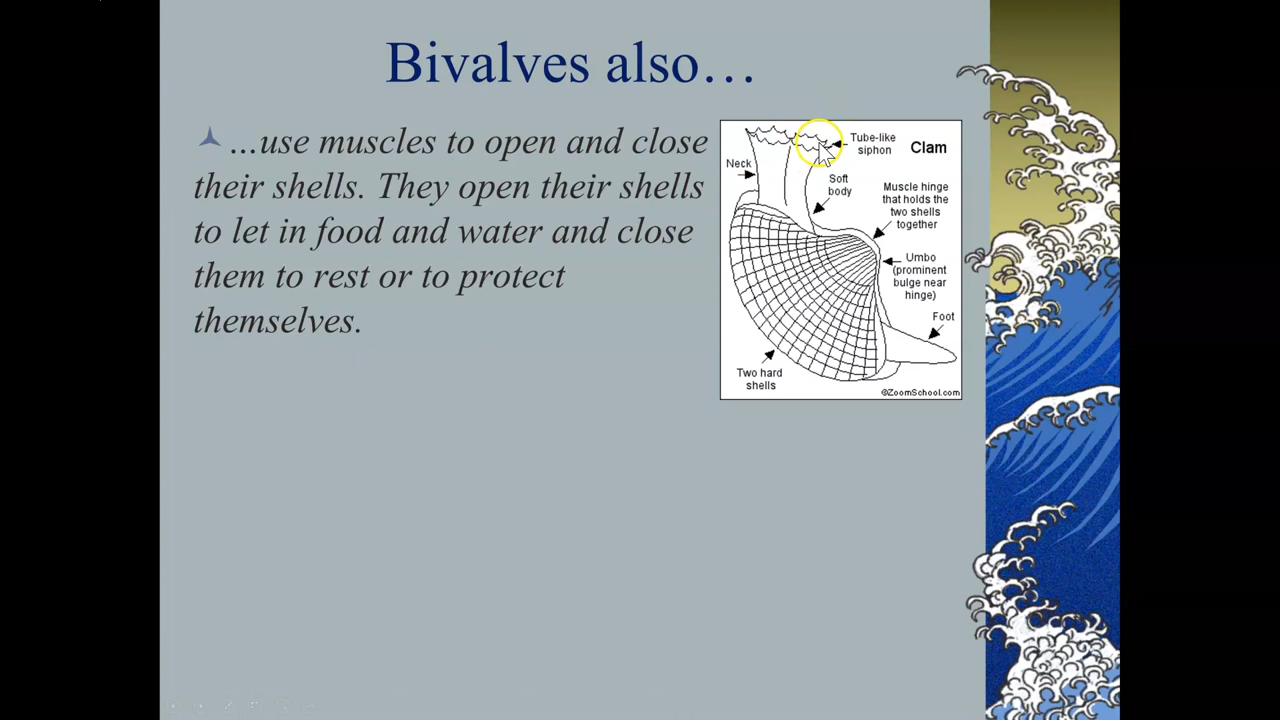 Bivalves also…
…use muscles to open and close
their shells. They open their shells
to let in food and water and close
them to rest or to protect
themselves.
Clam
Tube-like
siphon
Neck
Soft
body
Muscle hinge
that holds the
two shells
together
Umbo
(prominent
bulge near
hinge)
Foot
Two hard
shells
©ZoomSchool.com